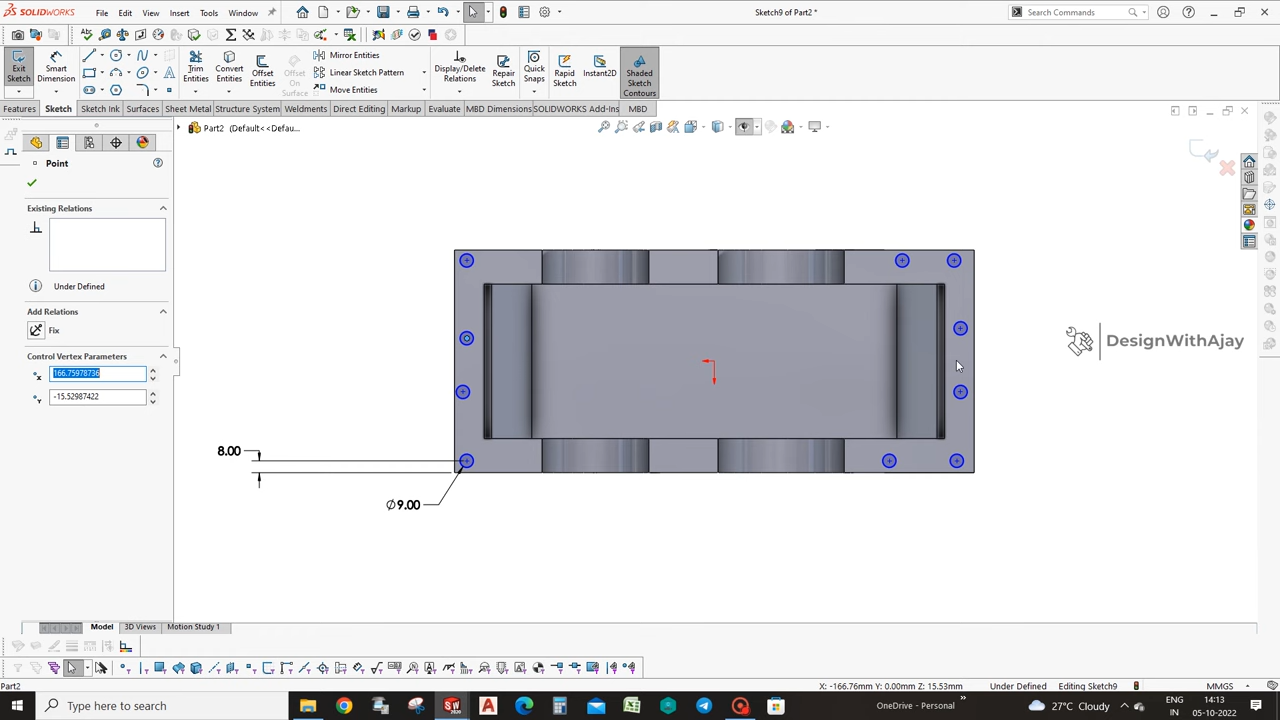 SOLIDWORKS File Edit View Insert Tools Window Sketch9 of Part2 * Search Commands
Exit Sketch Smart Dimension Trim Entities Convert Entities Offset Entities Offset On Surface Mirror Entities Linear Sketch Pattern Move Entities Display/Delete Relations Repair Sketch Quick Snaps Rapid Sketch Instant2D Shaded Sketch Contours
Features Sketch Sketch Ink Surfaces Sheet Metal Structure System Weldments Direct Editing Markup Evaluate MBD Dimensions SOLIDWORKS Add-Ins MBD
Part2 (Default<<Defau...
Point
Existing Relations
Under Defined
Add Relations
Fix
Control Vertex Parameters
166.75978736
-15.52987422
DesignWithAjay
8.00
∅9.00
Model 3D Views Motion Study 1
Part2 X: -166.76mm Y: 0.00mm Z: 15.53mm Under Defined Editing Sketch9 MMGS
Type here to search SW 2020 OneDrive - Personal 27°C Cloudy ENG IN 14:13 05-10-2022